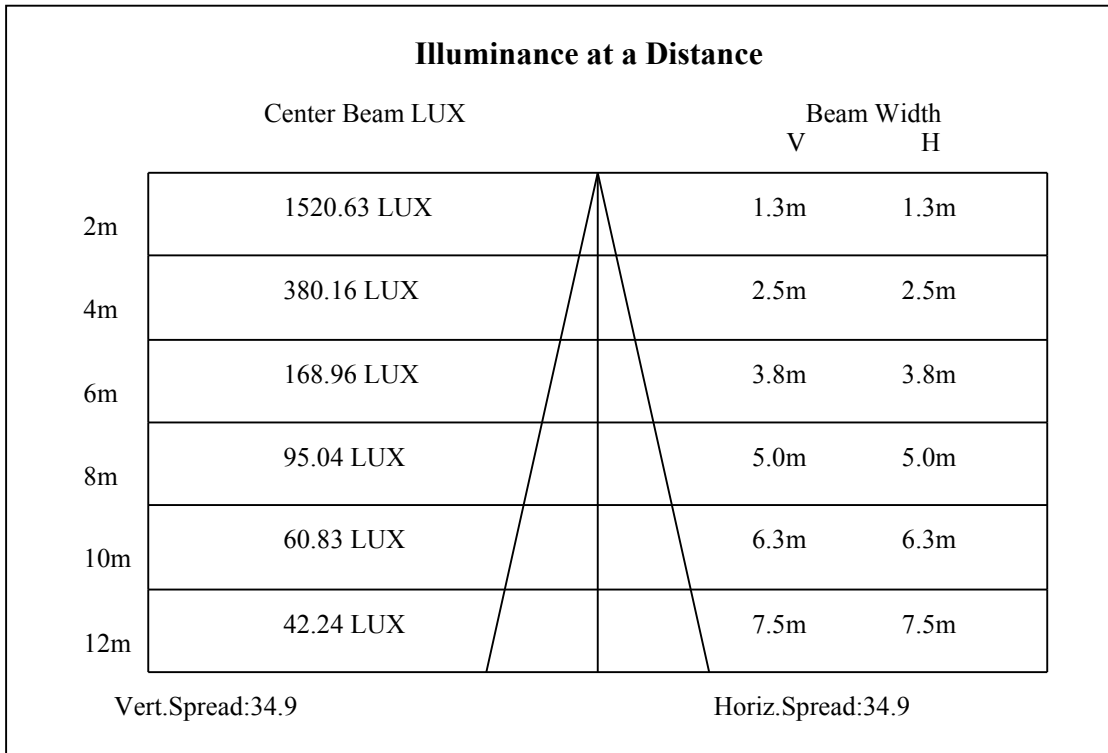 Illuminance at a Distance
Center Beam LUX Beam Width
V H
2m 1520.63 LUX 1.3m 1.3m
4m 380.16 LUX 2.5m 2.5m
6m 168.96 LUX 3.8m 3.8m
8m 95.04 LUX 5.0m 5.0m
10m 60.83 LUX 6.3m 6.3m
12m 42.24 LUX 7.5m 7.5m
Vert.Spread:34.9 Horiz.Spread:34.9